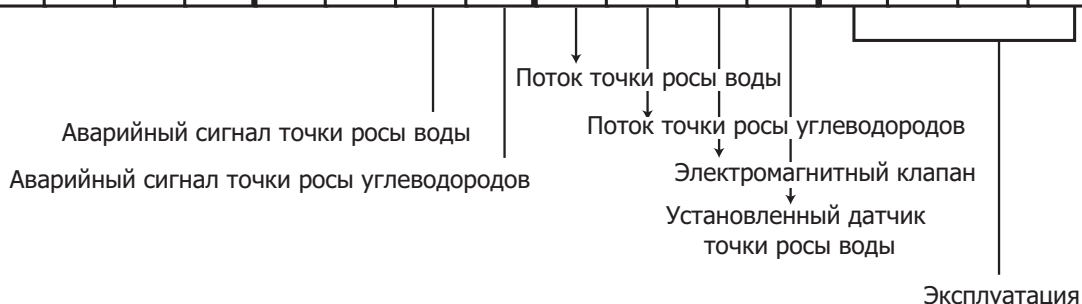 Поток точки росы воды
Аварийный сигнал точки росы воды
Поток точки росы углеводородов
Аварийный сигнал точки росы углеводородов
Электромагнитный клапан
Установленный датчик
точки росы воды
Эксплуатация